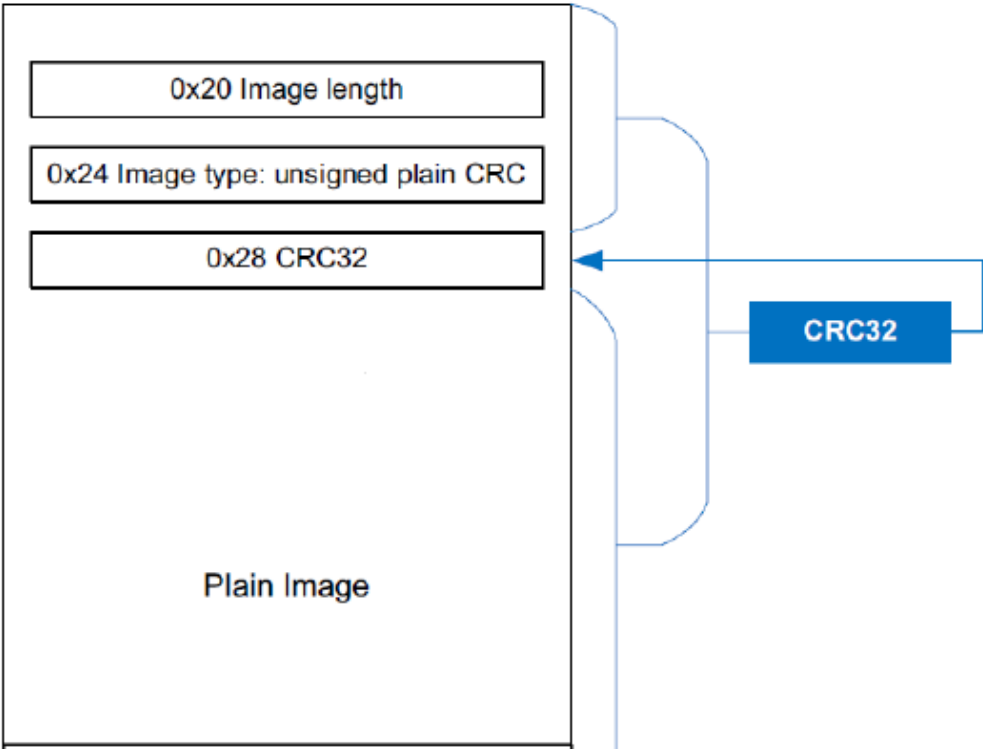 0x20 Image length
0x24 Image type: unsigned plain CRC
0x28 CRC32
CRC32
Plain Image